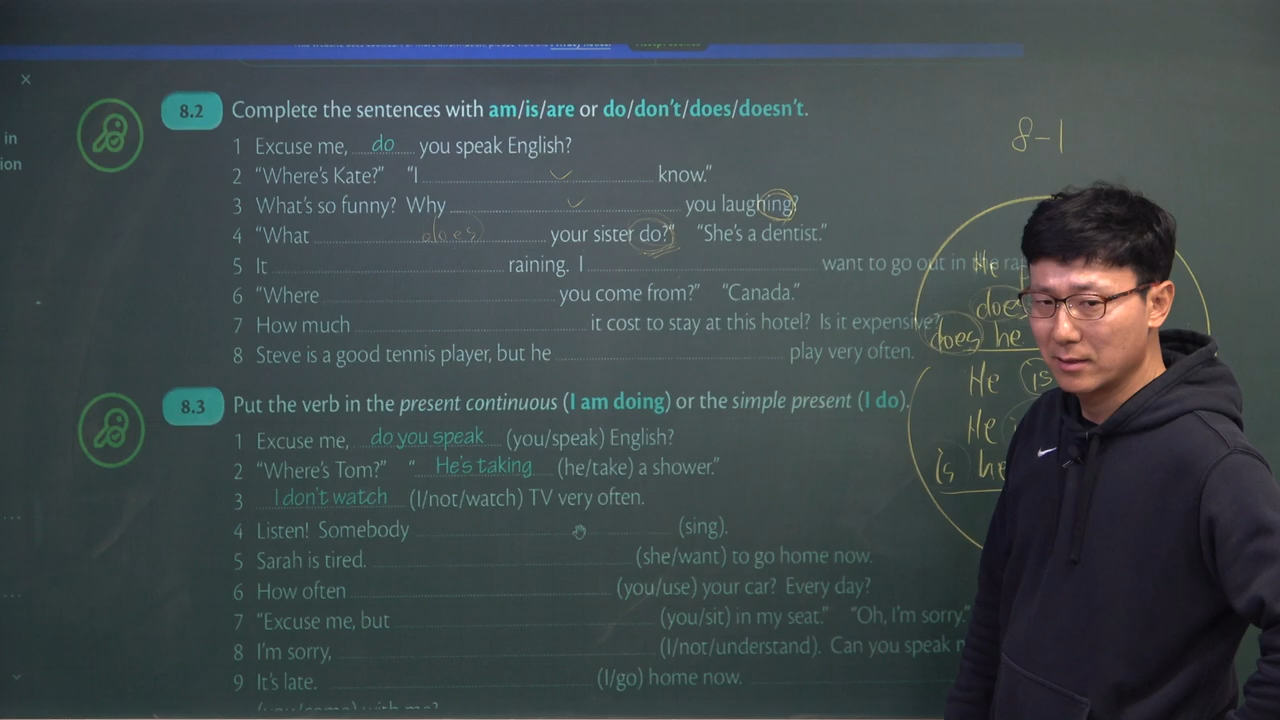 in
ion
8.2 Complete the sentences with am/is/are or do/don't/does/doesn't.
1 Excuse me, do you speak English?
2 "Where's Kate?" "I know."
3 What's so funny? Why you laughing?
4 "What does your sister do?" "She's a dentist."
5 It raining. I want to go out in the
6 "Where you come from?" "Canada."
7 How much it cost to stay at this hotel? Is it expensive?
8 Steve is a good tennis player, but he play very often.
8-1
He
does
does he
He is
He
is he
8.3 Put the verb in the present continuous (I am doing) or the simple present (I do).
1 Excuse me, do you speak (you/speak) English?
2 "Where's Tom?" "He's taking (he/take) a shower."
3 I don't watch (I/not/watch) TV very often.
4 Listen! Somebody (sing).
5 Sarah is tired. (she/want) to go home now.
6 How often (you/use) your car? Every day?
7 "Excuse me, but (you/sit) in my seat." "Oh, I'm sorry."
8 I'm sorry, (I/not/understand). Can you speak
9 It's late. (I/go) home now.